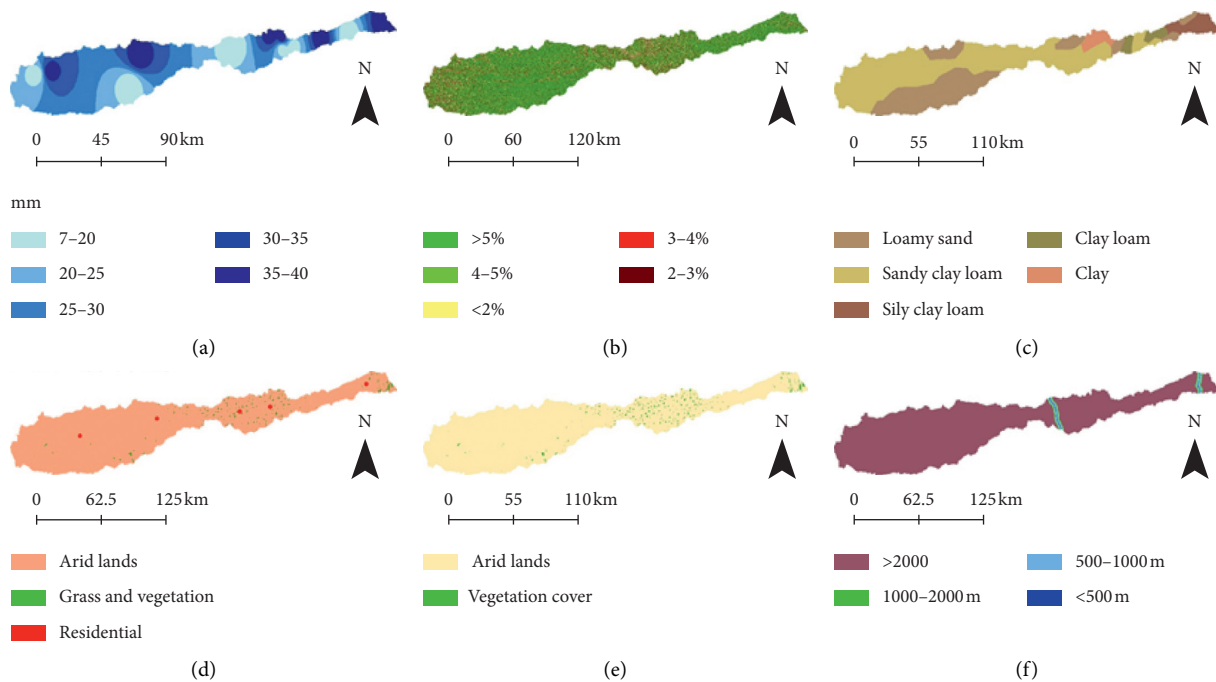 N
0 45 90 km
mm
7–20
20–25
25–30
30–35
35–40
(a)
N
0 60 120 km
>5%
4–5%
<2%
3–4%
2–3%
(b)
N
0 55 110 km
Loamy sand
Sandy clay loam
Sily clay loam
Clay loam
Clay
(c)
N
0 62.5 125 km
Arid lands
Grass and vegetation
Residential
(d)
N
0 55 110 km
Arid lands
Vegetation cover
(e)
N
0 62.5 125 km
>2000
1000–2000 m
500–1000 m
<500 m
(f)